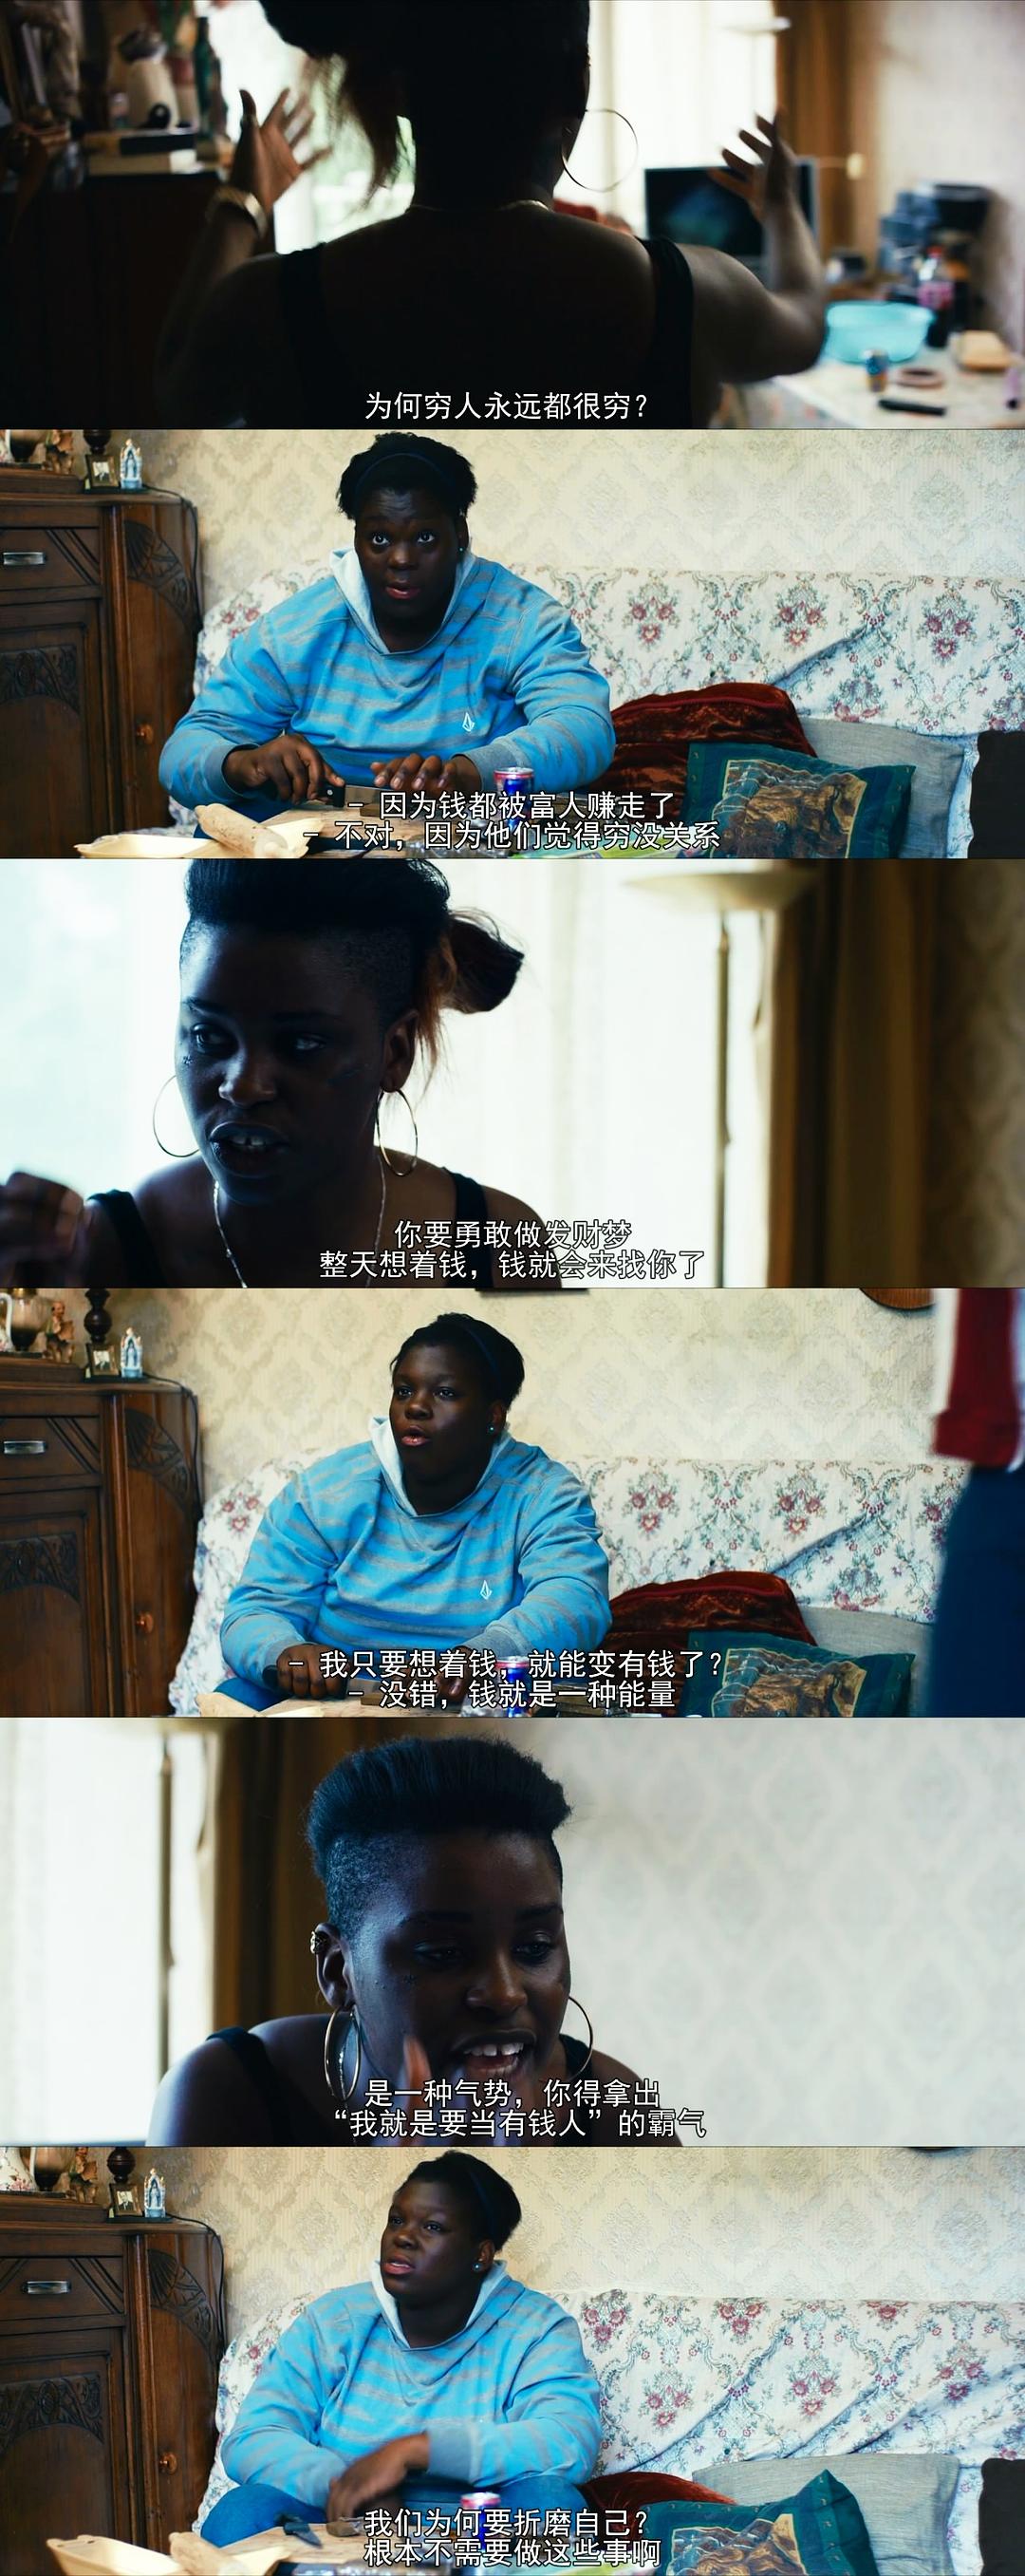 为何穷人永远都很穷?
- 因为钱都被富人赚走了
- 不对，因为他们觉得穷没关系
你要勇敢做发财梦
整天想着钱，钱就会来找你了
- 我只要想着钱，就能变有钱了?
- 没错，钱就是一种能量
是一种气势，你得拿出
“我就是要当有钱人”的霸气
我们为何要折磨自己?
根本不需要做这些事啊